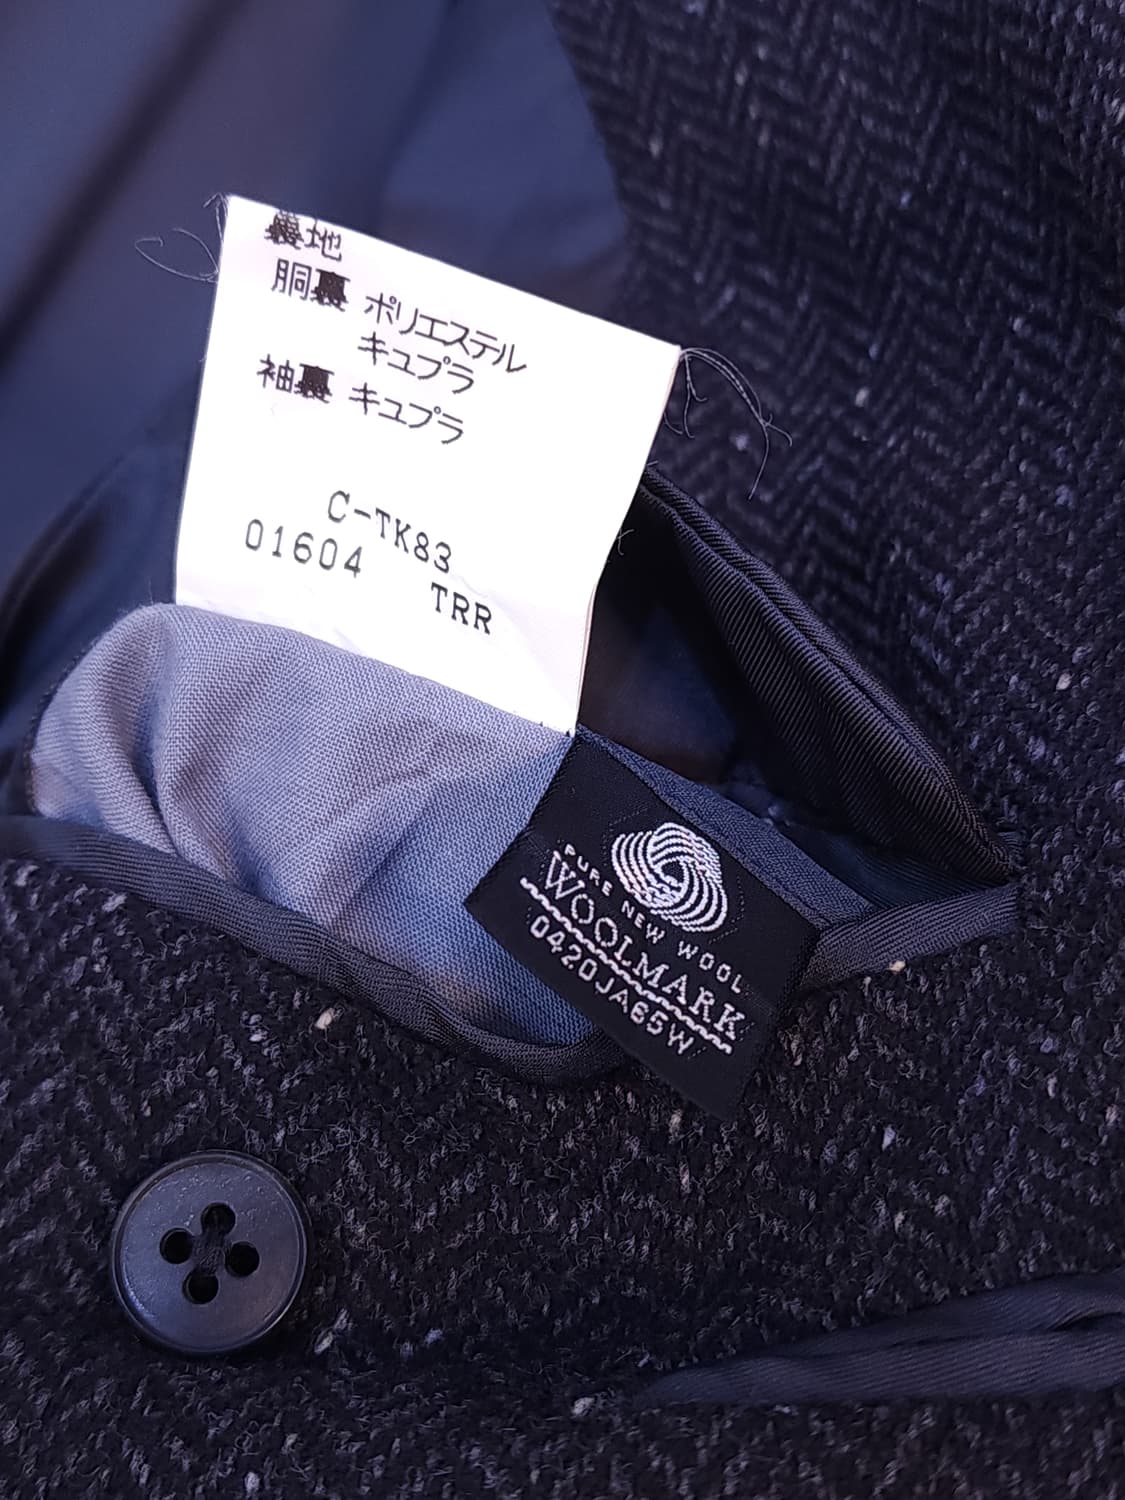 裏地
胴裏 ポリエステル
キュプラ
袖裏 キュプラ
C-TK83
01604 TRR
PURE NEW WOOL
WOOLMARK
0420JA65W